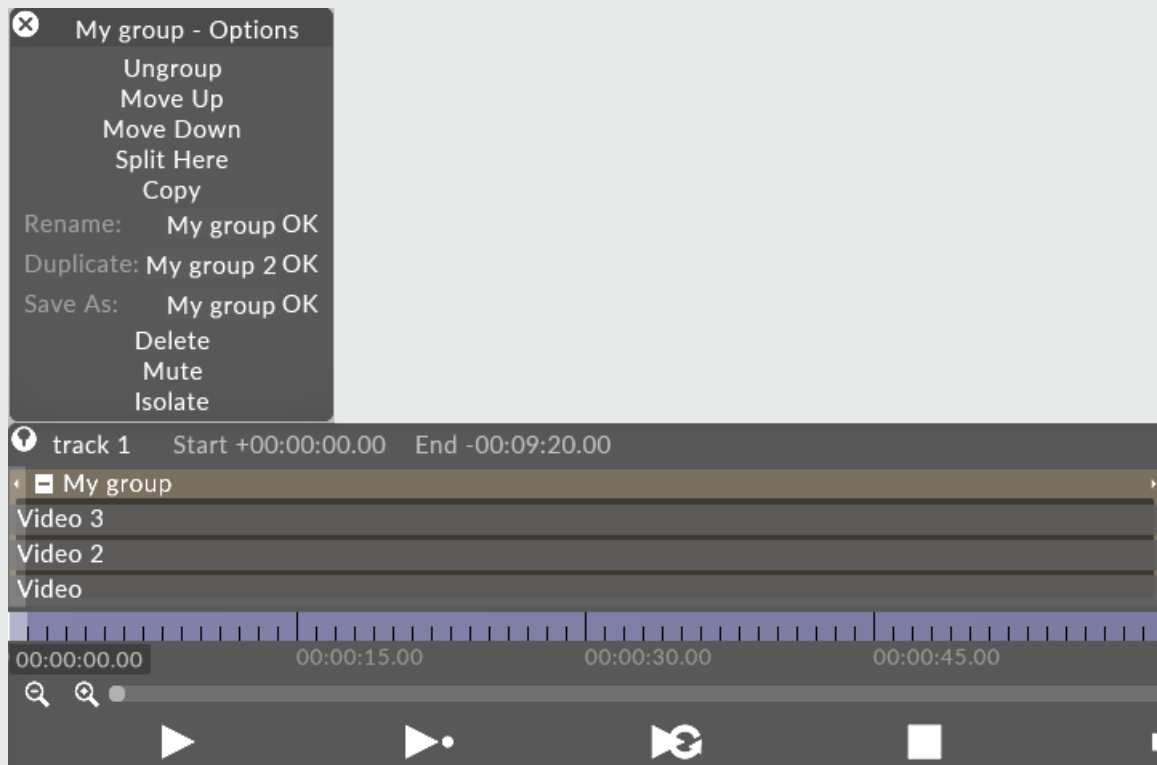 My group - Options
Ungroup
Move Up
Move Down
Split Here
Copy
Rename: My group OK
Duplicate: My group 2 OK
Save As: My group OK
Delete
Mute
Isolate
track 1 Start +00:00:00.00 End -00:09:20.00
My group
Video 3
Video 2
Video
00:00:00.00 00:00:15.00 00:00:30.00 00:00:45.00